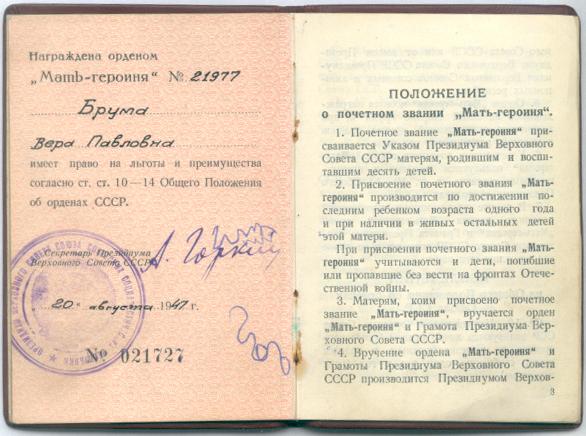 Награждена орденом
„Мать-героиня“ № 21977
Брума
Вера Павловна
имеет право на льготы и преимущества
согласно ст. ст. 10—14 Общего Положения
об орденах СССР.
Секретарь Президиума
Верховного Совета СССР
А. Горкин
„20“ августа 1947 г.
№ 021727
ПОЛОЖЕНИЕ
о почетном звании „Мать-героиня“.
1. Почетное звание „Мать-героиня“ при-
сваивается Указом Президиума Верховного
Совета СССР матерям, родившим и воспи-
тавшим десять детей.
2. Присвоение почетного звания „Мать-
героиня“ производится по достижении по-
следним ребенком возраста одного года
и при наличии в живых остальных детей
этой матери.
При присвоении почетного звания „Мать-
героиня“ учитываются и дети, погибшие
или пропавшие без вести на фронтах Отече-
ственной войны.
3. Матерям, коим присвоено почетное
звание „Мать-героиня“, вручается орден
„Мать-героиня“ и Грамота Президиума Вер-
ховного Совета СССР.
4. Вручение ордена „Мать-героиня“ и
Грамоты Президиума Верховного Совета
СССР производится Президиумом Верхов-
3